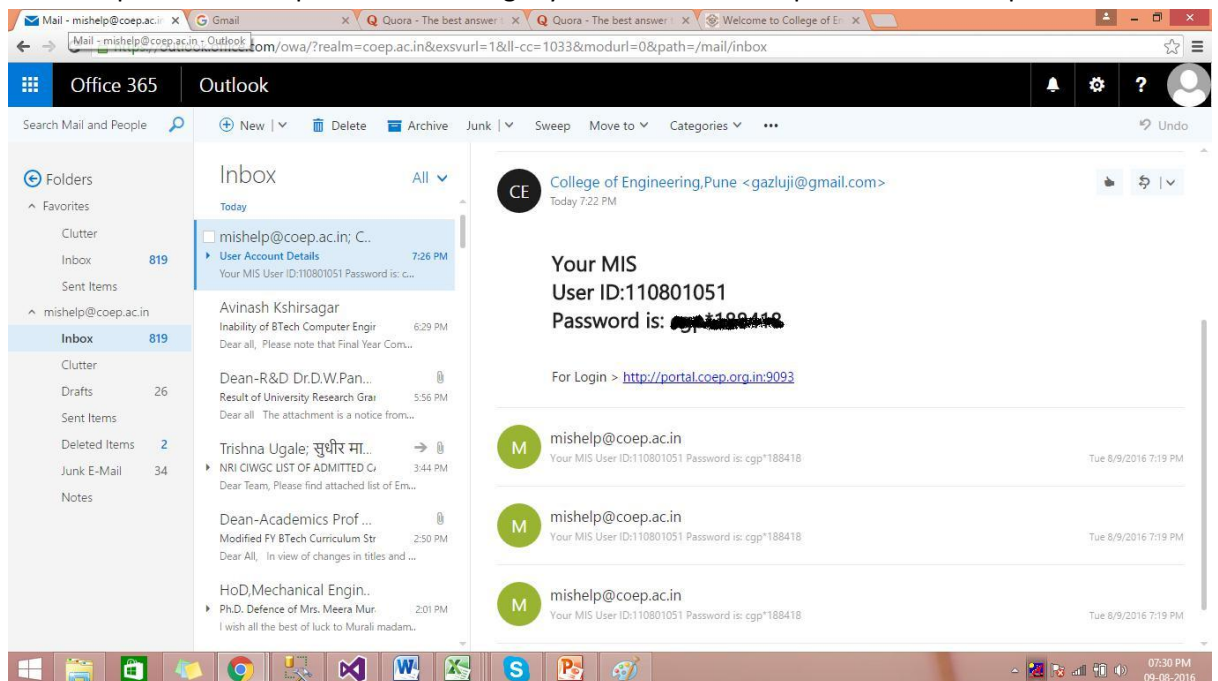 Mail - mishelp@coep.ac.in
Gmail
Quora - The best answer t
Quora - The best answer t
Welcome to College of En
Mail - mishelp@coep.ac.in - Outlook
.com/owa/?realm=coep.ac.in&exsvurl=1&ll-cc=1033&modurl=0&path=/mail/inbox
Office 365
Outlook
?
Search Mail and People
New
Delete
Archive
Junk
Sweep
Move to
Categories
Undo
Folders
Favorites
Clutter
Inbox 819
Sent Items
mishelp@coep.ac.in
Inbox 819
Clutter
Drafts 26
Sent Items
Deleted Items 2
Junk E-Mail 34
Notes
Inbox
All
Today
mishelp@coep.ac.in; C..
User Account Details 7:26 PM
Your MIS User ID:110801051 Password is: c...
Avinash Kshirsagar
Inability of BTech Computer Engir 6:29 PM
Dear all, Please note that Final Year Com...
Dean-R&D Dr.D.W.Pan...
Result of University Research Grar 5:56 PM
Dear all The attachment is a notice from...
Trishna Ugale; सुधीर मा...
NRI CIWGC LIST OF ADMITTED C 3:44 PM
Dear Team, Please find attached list of Em...
Dean-Academics Prof ...
Modified FY BTech Curriculum Str 2:50 PM
Dear All, In view of changes in titles and ...
HoD,Mechanical Engin..
Ph.D. Defence of Mrs. Meera Mur 2:01 PM
I wish all the best of luck to Murali madam..
CE
College of Engineering,Pune <gazluji@gmail.com>
Today 7:22 PM
Your MIS
User ID:110801051
Password is:
For Login > http://portal.coep.org.in:9093
M
mishelp@coep.ac.in
Your MIS User ID:110801051 Password is: cgp*188418 Tue 8/9/2016 7:19 PM
M
mishelp@coep.ac.in
Your MIS User ID:110801051 Password is: cgp*188418 Tue 8/9/2016 7:19 PM
M
mishelp@coep.ac.in
Your MIS User ID:110801051 Password is: cgp*188418 Tue 8/9/2016 7:19 PM
07:30 PM
09-08-2016